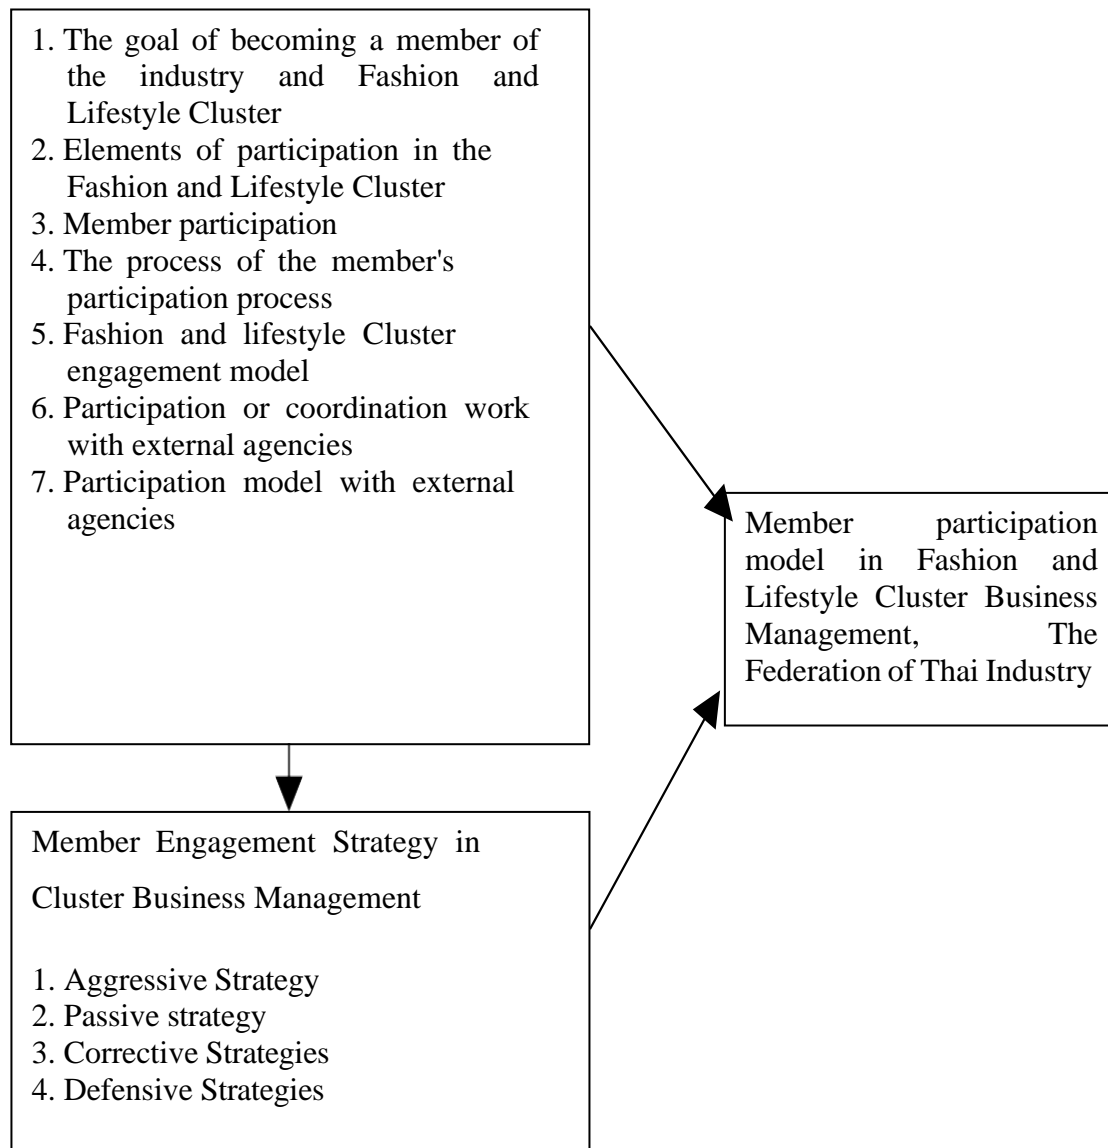 1. The goal of becoming a member of
the industry and Fashion and
Lifestyle Cluster
2. Elements of participation in the
Fashion and Lifestyle Cluster
3. Member participation
4. The process of the member's
participation process
5. Fashion and lifestyle Cluster
engagement model
6. Participation or coordination work
with external agencies
7. Participation model with external
agencies
Member participation
model in Fashion and
Lifestyle Cluster Business
Management, The
Federation of Thai Industry
Member Engagement Strategy in
Cluster Business Management
1. Aggressive Strategy
2. Passive strategy
3. Corrective Strategies
4. Defensive Strategies